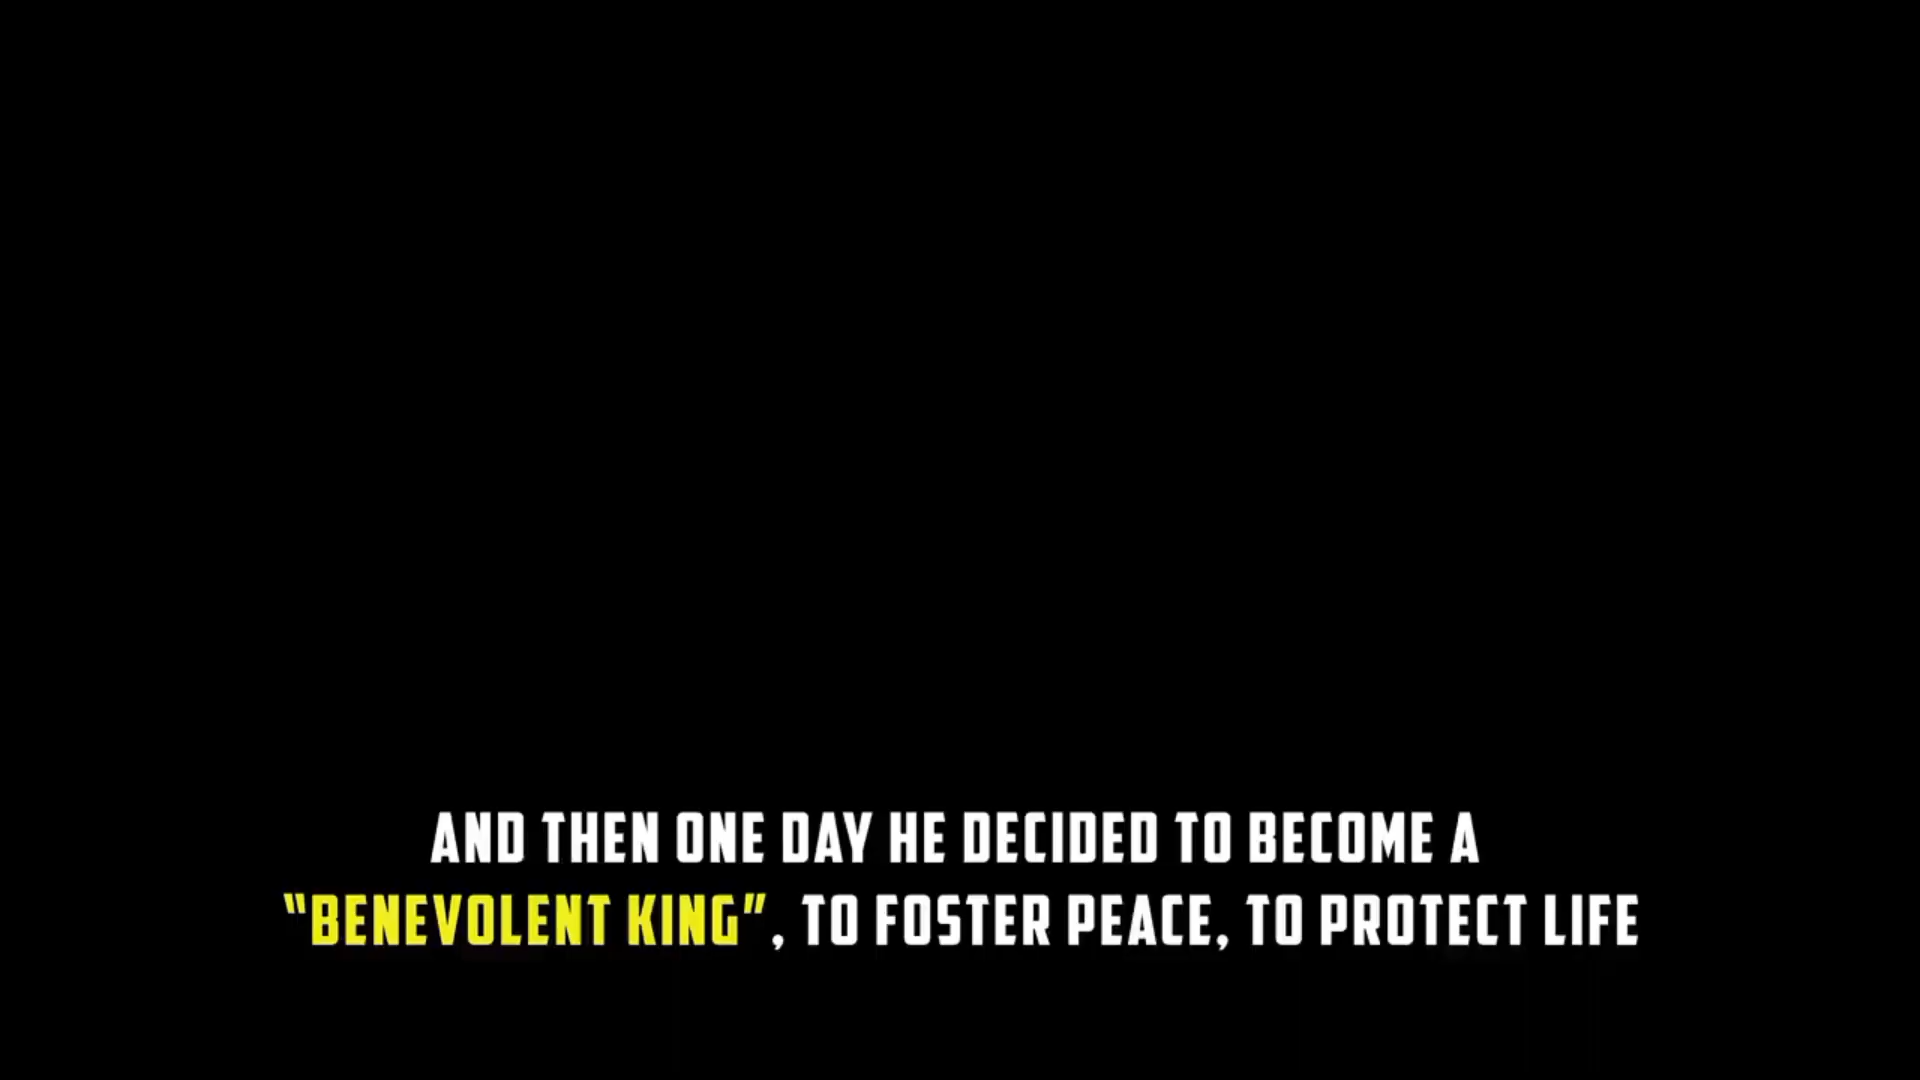 AND THEN ONE DAY HE DECIDED TO BECOME A
“BENEVOLENT KING”, TO FOSTER PEACE, TO PROTECT LIFE